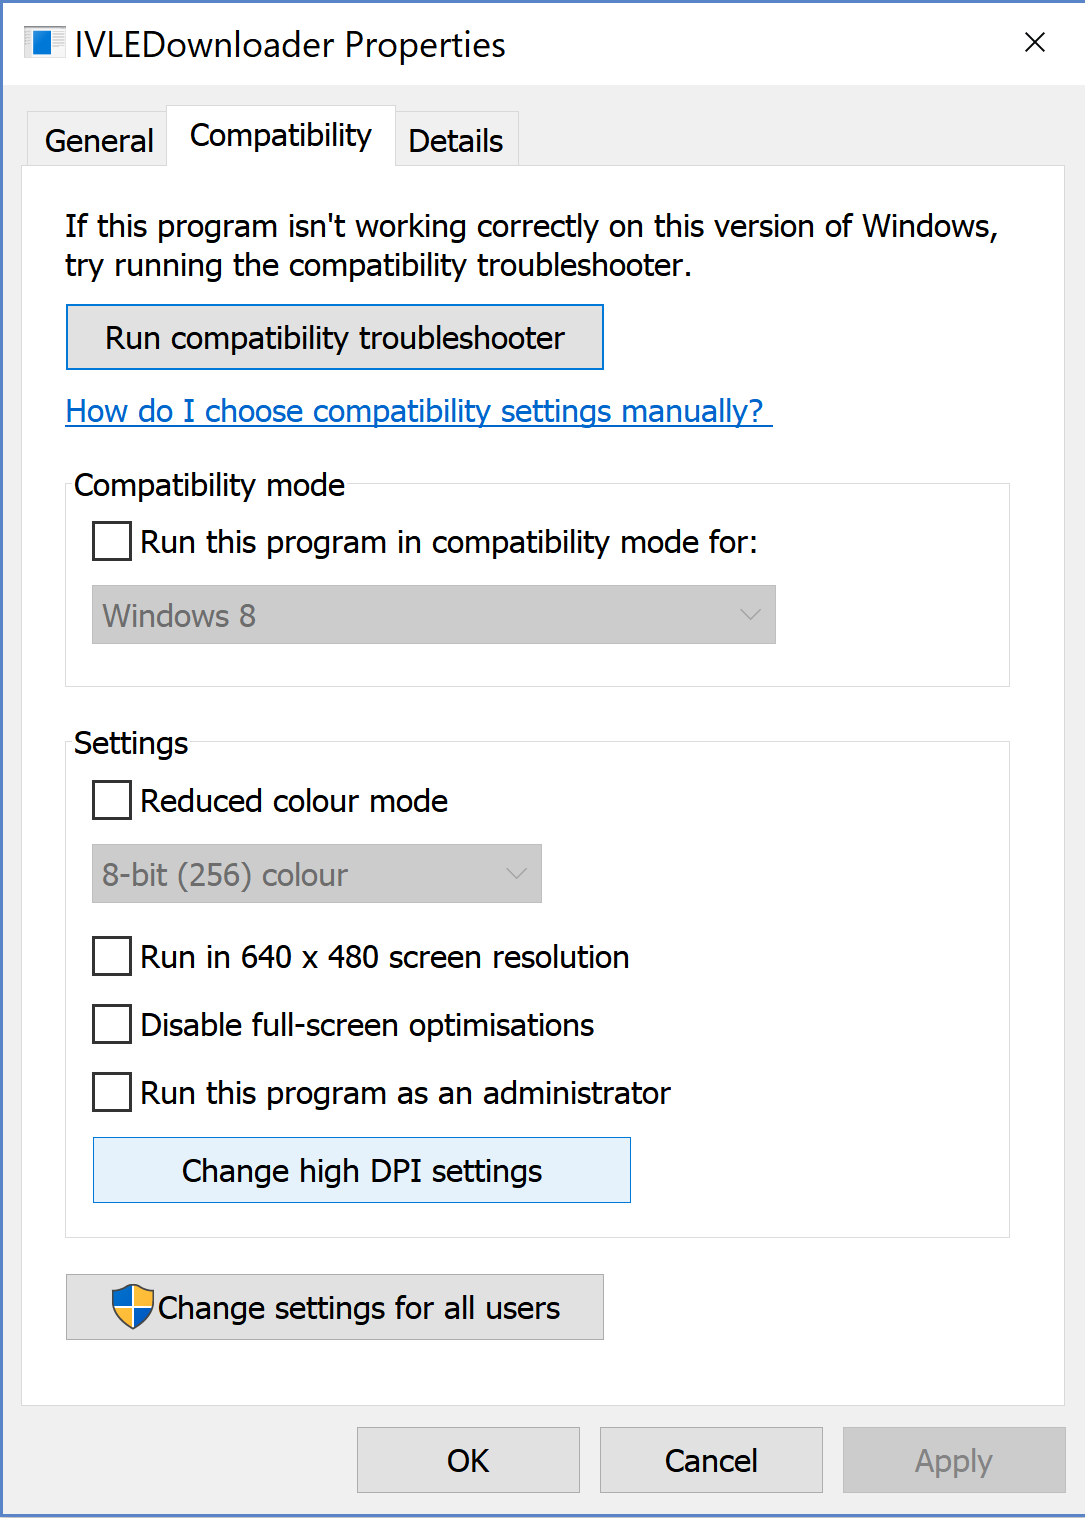 IVLEDownloader Properties
General
Compatibility
Details
If this program isn't working correctly on this version of Windows,
try running the compatibility troubleshooter.
Run compatibility troubleshooter
How do I choose compatibility settings manually?
Compatibility mode
Run this program in compatibility mode for:
Windows 8
Settings
Reduced colour mode
8-bit (256) colour
Run in 640 x 480 screen resolution
Disable full-screen optimisations
Run this program as an administrator
Change high DPI settings
Change settings for all users
OK
Cancel
Apply